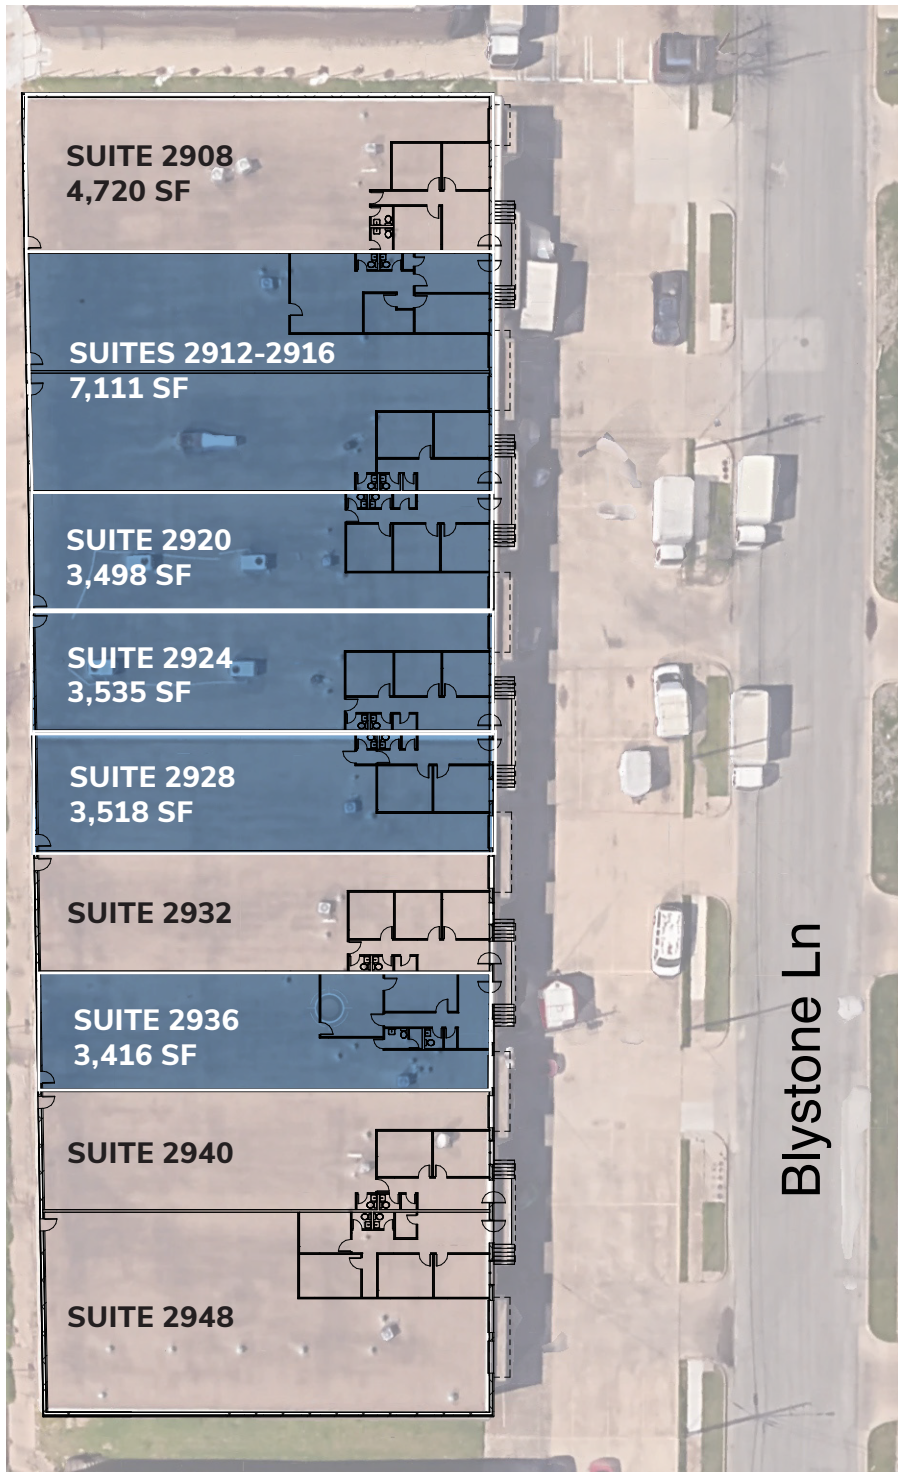 SUITE 2908
4,720 SF
SUITES 2912-2916
7,111 SF
SUITE 2920
3,498 SF
SUITE 2924
3,535 SF
SUITE 2928
3,518 SF
SUITE 2932
SUITE 2936
3,416 SF
SUITE 2940
SUITE 2948
Blystone Ln